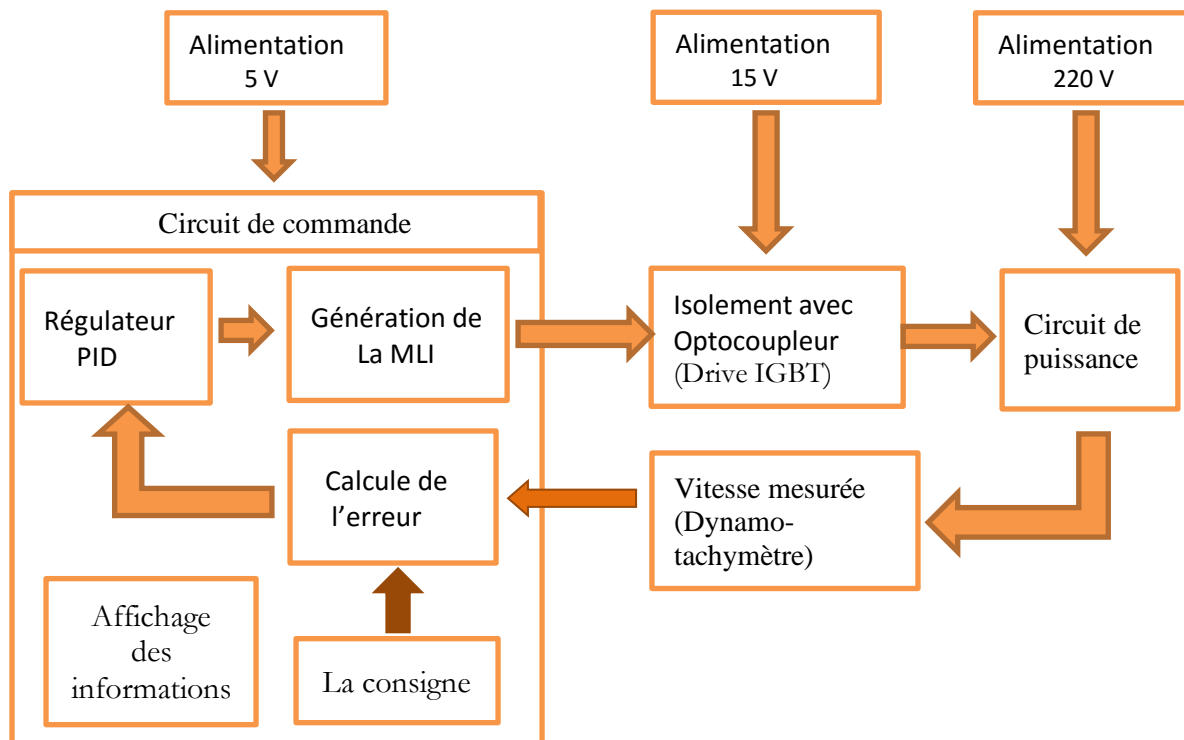 Alimentation
5 V
Alimentation
15 V
Alimentation
220 V
Circuit de commande
Régulateur
PID
Génération de
La MLI
Isolement avec
Optocoupleur
(Drive IGBT)
Circuit de
puissance
Calcule de
l'erreur
Vitesse mesurée
(Dynamo-
tachymètre)
Affichage
des
informations
La consigne